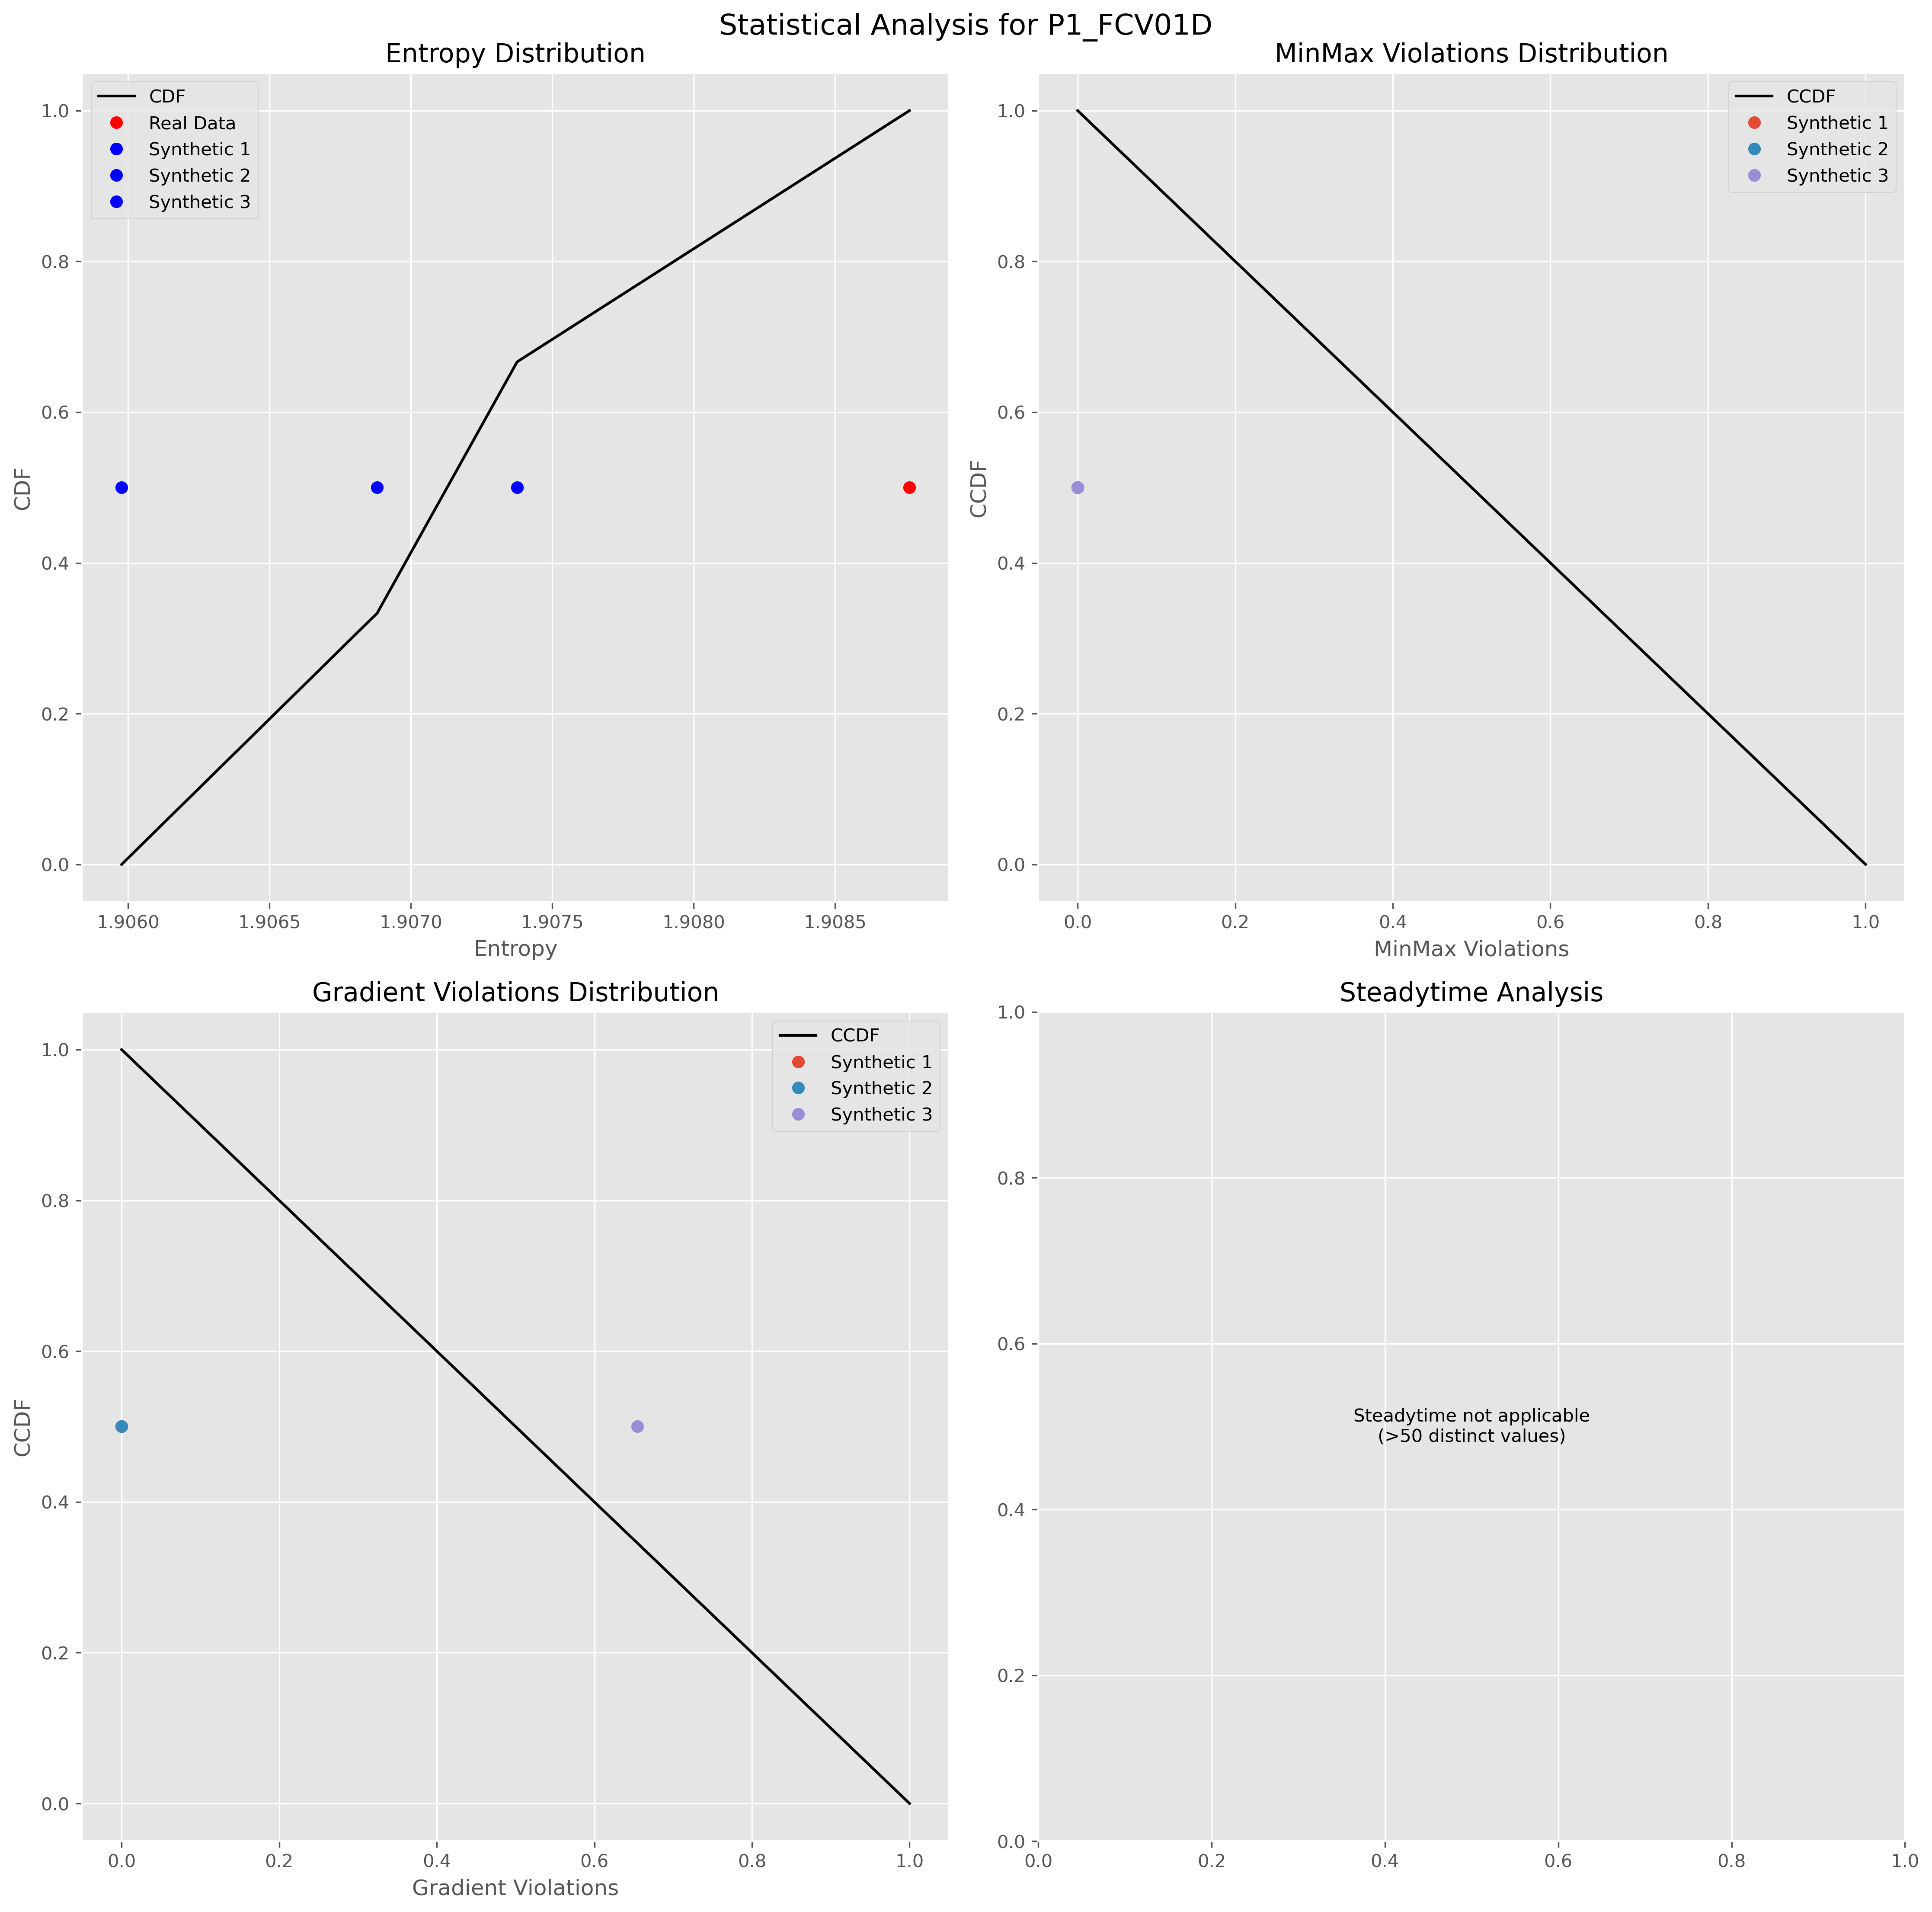 Statistical Analysis for P1_FCV01D
Entropy Distribution
CDF
Real Data
Synthetic 1
Synthetic 2
Synthetic 3
1.0
0.8
0.6
0.4
0.2
0.0
CDF
1.9060 1.9065 1.9070 1.9075 1.9080 1.9085
Entropy
MinMax Violations Distribution
CCDF
Synthetic 1
Synthetic 2
Synthetic 3
1.0
0.8
0.6
0.4
0.2
0.0
CCDF
0.0 0.2 0.4 0.6 0.8 1.0
MinMax Violations
Gradient Violations Distribution
CCDF
Synthetic 1
Synthetic 2
Synthetic 3
1.0
0.8
0.6
0.4
0.2
0.0
CCDF
0.0 0.2 0.4 0.6 0.8 1.0
Gradient Violations
Steadytime Analysis
1.0
0.8
0.6
0.4
0.2
0.0
Steadytime not applicable
(>50 distinct values)
0.0 0.2 0.4 0.6 0.8 1.0